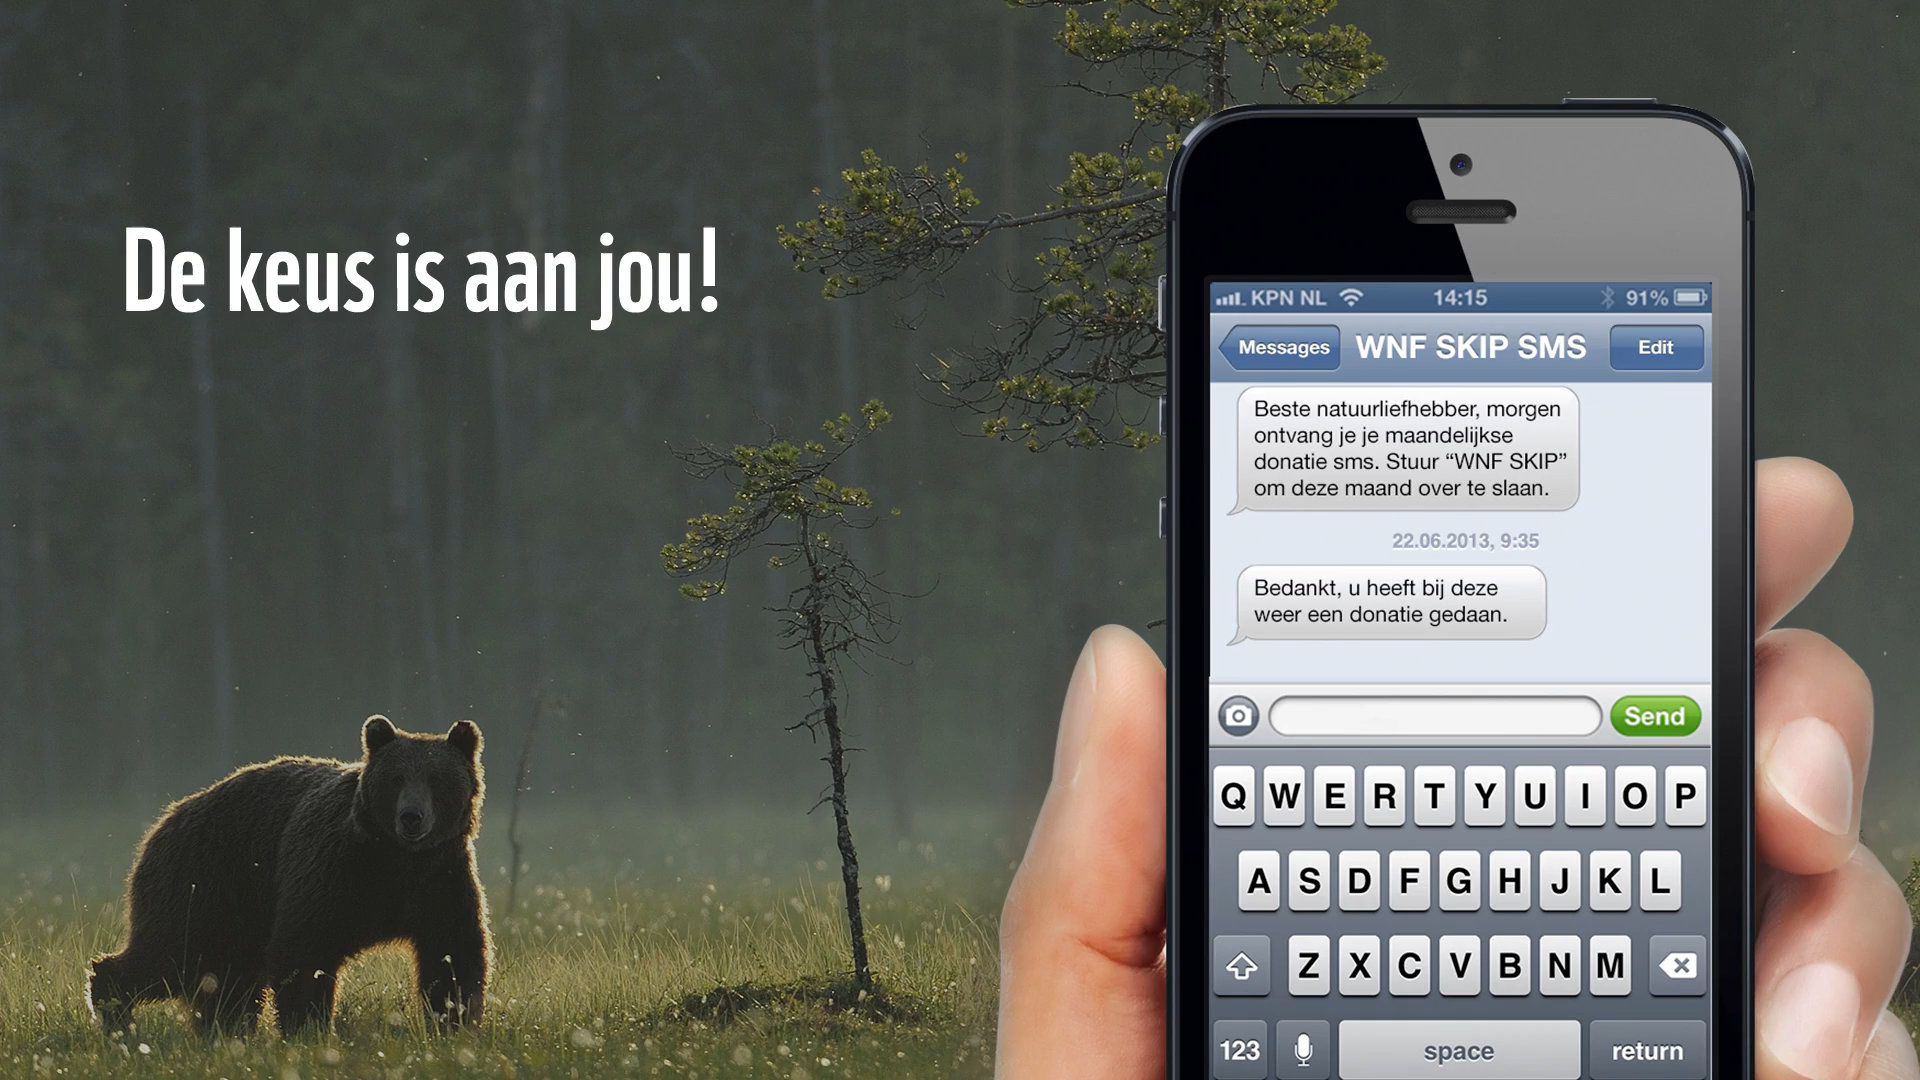 De keus is aan jou!
KPN NL 14:15 91%
Messages WNF SKIP SMS Edit
Beste natuurliefhebber, morgen
ontvang je je maandelijkse
donatie sms. Stuur “WNF SKIP”
om deze maand over te slaan.
22.06.2013, 9:35
Bedankt, u heeft bij deze
weer een donatie gedaan.
Send
Q W E R T Y U I O P
A S D F G H J K L
Z X C V B N M
123 space return